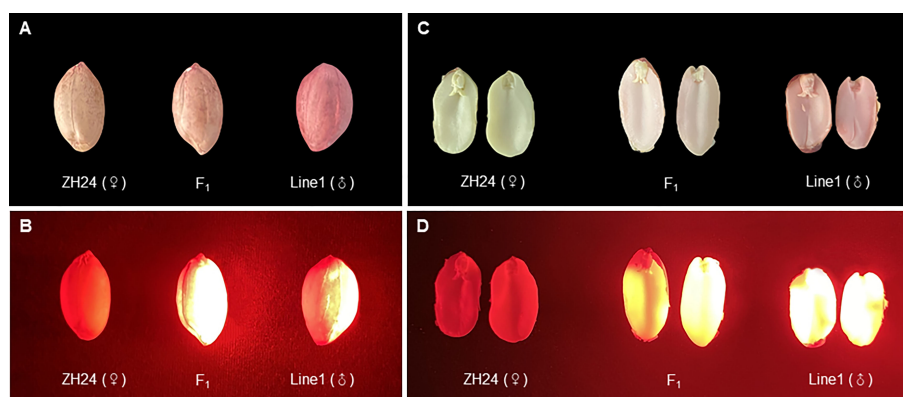 A
ZH24 (♀) F₁ Line1 (♂)
C
ZH24 (♀) F₁ Line1 (♂)
B
ZH24 (♀) F₁ Line1 (♂)
D
ZH24 (♀) F₁ Line1 (♂)